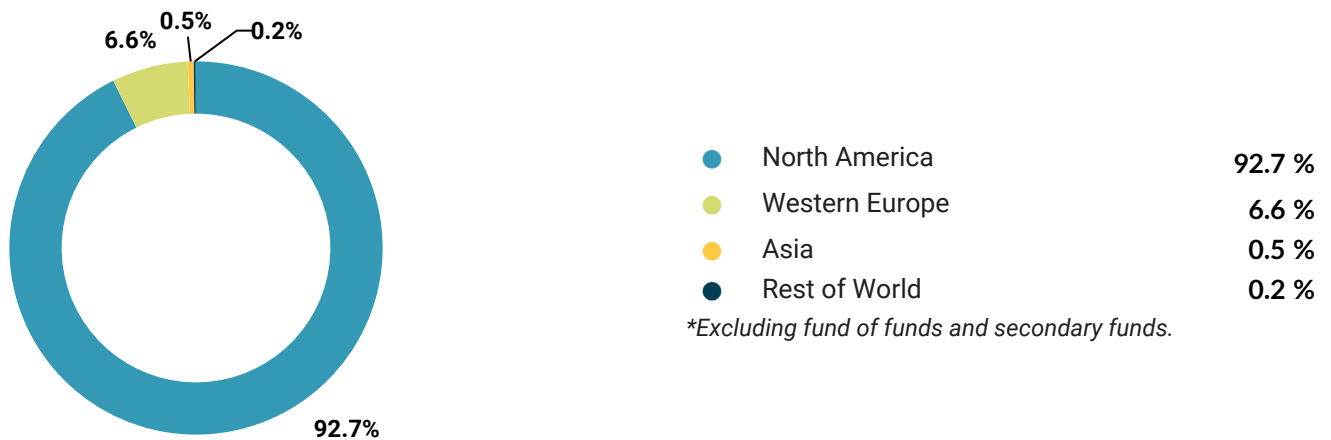 0.5%
0.2%
6.6%
92.7%
North America 92.7 %
Western Europe 6.6 %
Asia 0.5 %
Rest of World 0.2 %
*Excluding fund of funds and secondary funds.